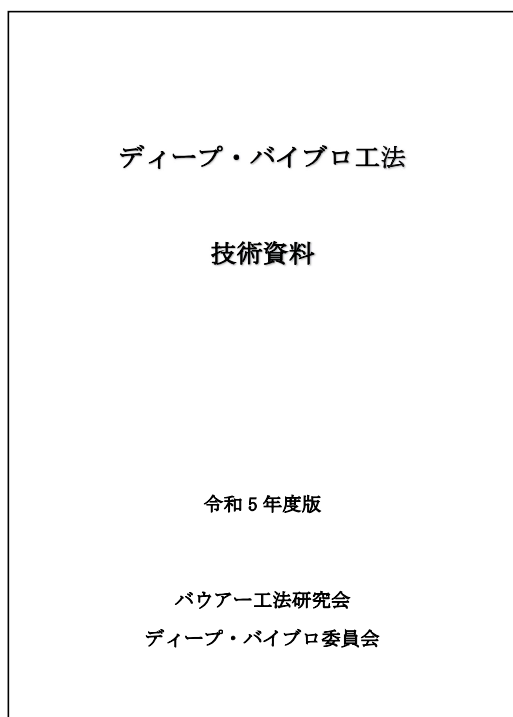 ディープ・バイブロ工法
技術資料
令和5年度版
バウアー工法研究会
ディープ・バイブロ委員会